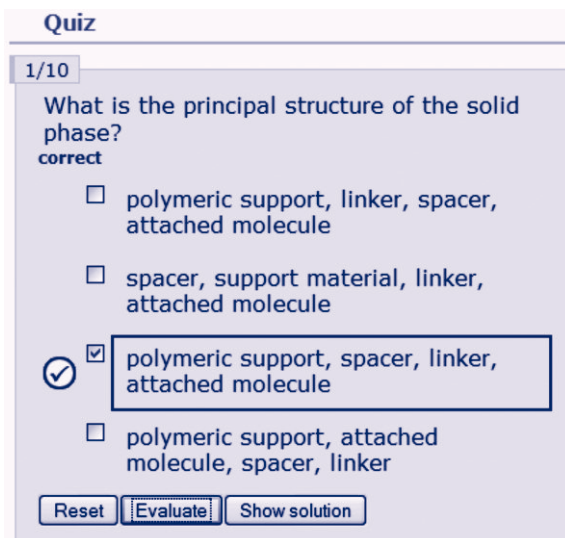 Quiz
1/10
What is the principal structure of the solid
phase?
correct
polymeric support, linker, spacer,
attached molecule
spacer, support material, linker,
attached molecule
polymeric support, spacer, linker,
attached molecule
polymeric support, attached
molecule, spacer, linker
Reset Evaluate Show solution